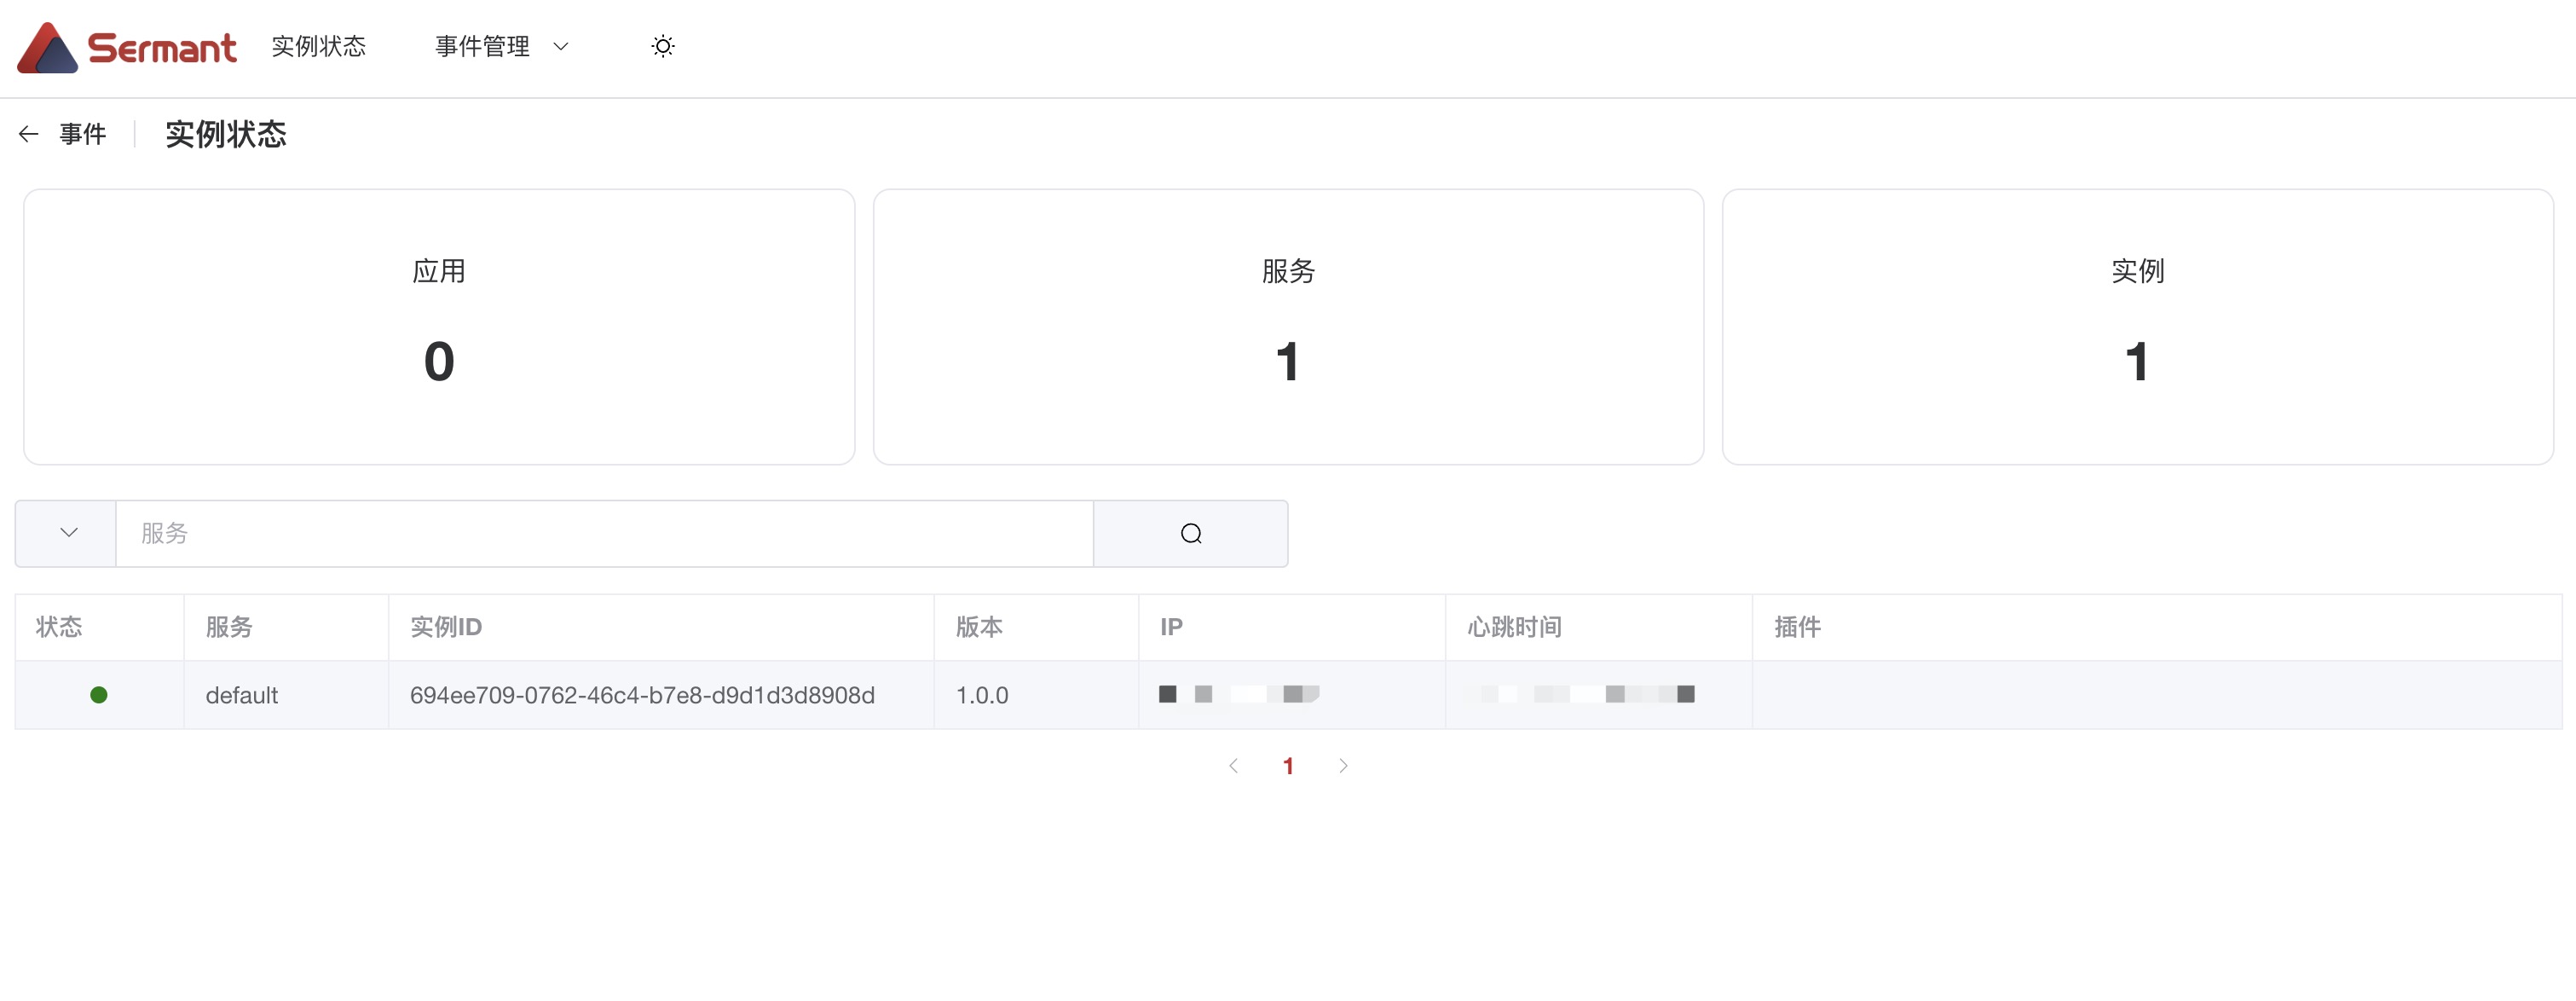 Sermant 实例状态 事件管理
事件 实例状态
应用 服务 实例
0 1 1
服务
状态 服务 实例ID 版本 IP 心跳时间 插件
default 694ee709-0762-46c4-b7e8-d9d1d3d8908d 1.0.0
1